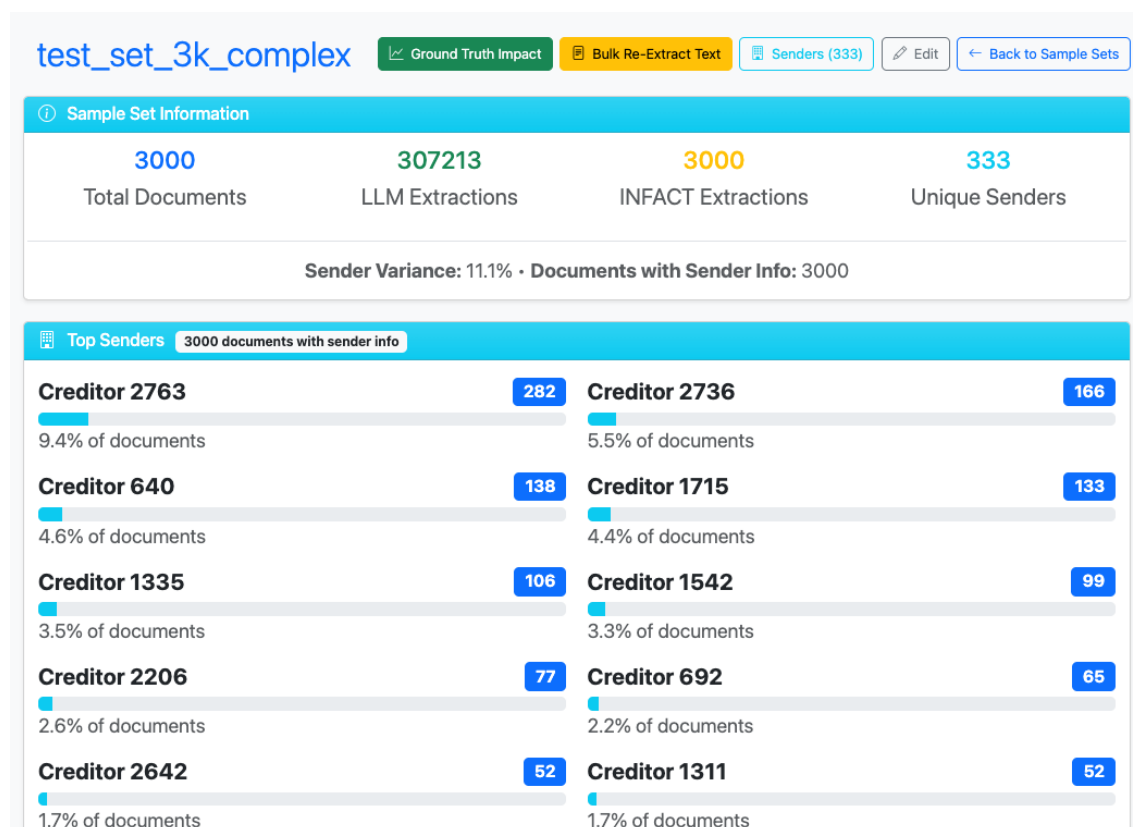 test_set_3k_complex
Ground Truth Impact
Bulk Re-Extract Text
Senders (333)
Edit
← Back to Sample Sets
Sample Set Information
3000
Total Documents
307213
LLM Extractions
3000
INFACT Extractions
333
Unique Senders
Sender Variance: 11.1% • Documents with Sender Info: 3000
Top Senders 3000 documents with sender info
Creditor 2763 282
9.4% of documents
Creditor 2736 166
5.5% of documents
Creditor 640 138
4.6% of documents
Creditor 1715 133
4.4% of documents
Creditor 1335 106
3.5% of documents
Creditor 1542 99
3.3% of documents
Creditor 2206 77
2.6% of documents
Creditor 692 65
2.2% of documents
Creditor 2642 52
1.7% of documents
Creditor 1311 52
1.7% of documents